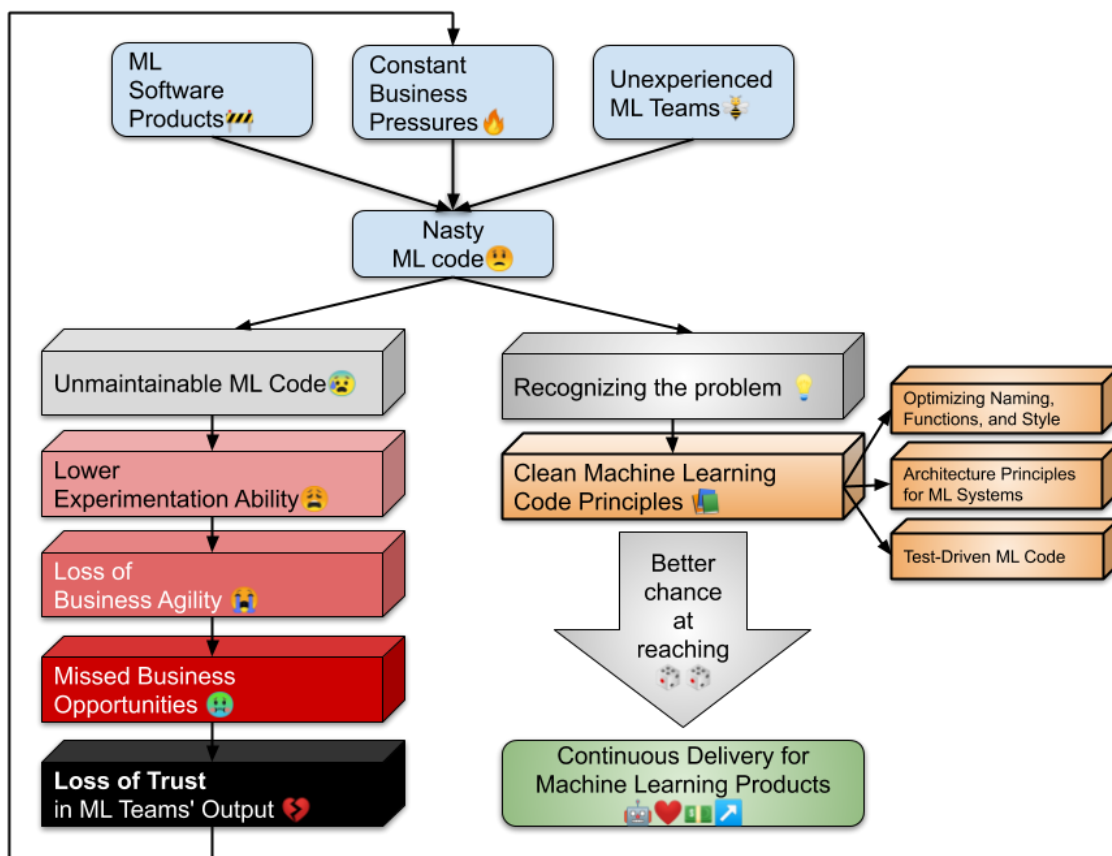 ML
Software
Products🚧
Constant
Business
Pressures🔥
Unexperienced
ML Teams🐝
Nasty
ML code😳
Unmaintainable ML Code😰
Lower
Experimentation Ability😩
Loss of
Business Agility 😭
Missed Business
Opportunities 🤢
Loss of Trust
in ML Teams' Output 💔
Recognizing the problem 💡
Clean Machine Learning
Code Principles 📚
Optimizing Naming,
Functions, and Style
Architecture Principles
for ML Systems
Test-Driven ML Code
Better
chance
at
reaching
🎲🎲
Continuous Delivery for
Machine Learning Products
🤖❤️💵↗️